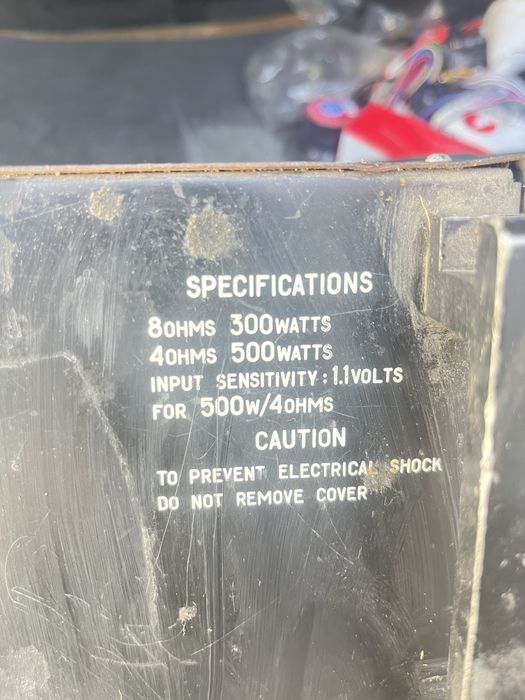 SPECIFICATIONS
8OHMS 300WATTS
4OHMS 500WATTS
INPUT SENSITIVITY: 1.1VOLTS
FOR 500W/4OHMS
CAUTION
TO PREVENT ELECTRICAL SHOCK
DO NOT REMOVE COVER